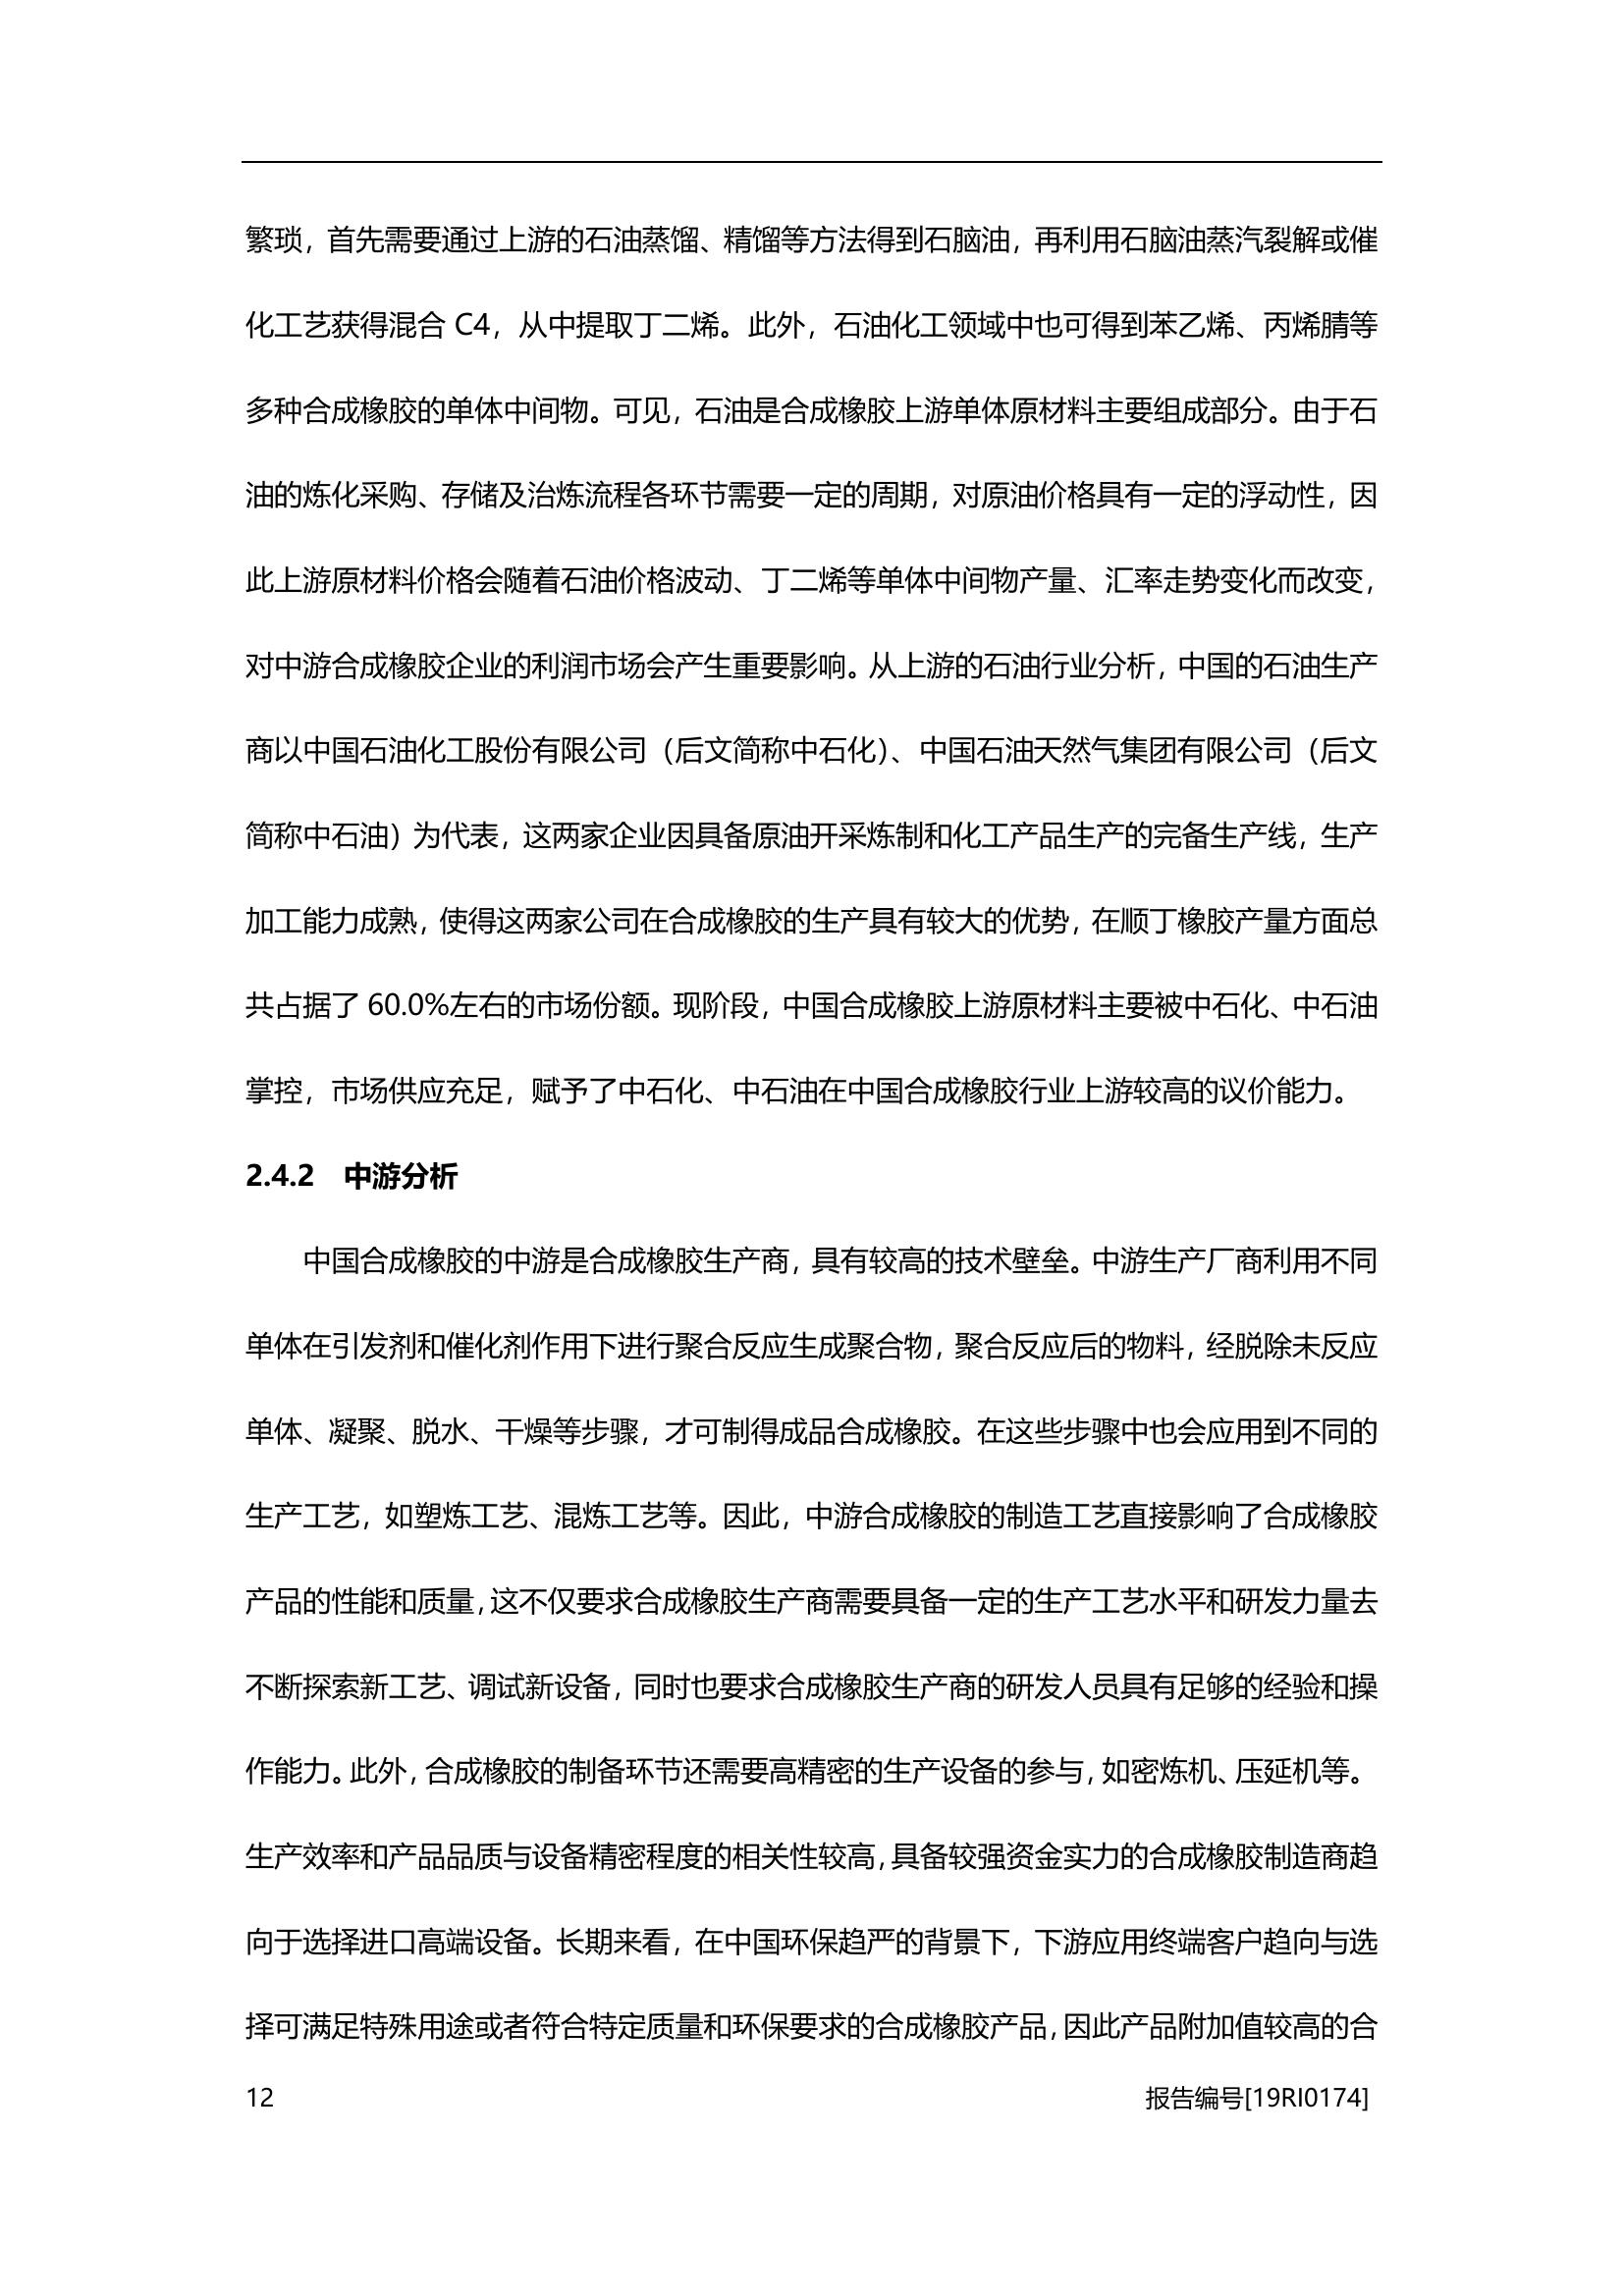 繁琐，首先需要通过上游的石油蒸馏、精馏等方法得到石脑油，再利用石脑油蒸汽裂解或催
化工艺获得混合 C4，从中提取丁二烯。此外，石油化工领域中也可得到苯乙烯、丙烯腈等
多种合成橡胶的单体中间物。可见，石油是合成橡胶上游单体原材料主要组成部分。由于石
油的炼化采购、存储及冶炼流程各环节需要一定的周期，对原油价格具有一定的浮动性，因
此上游原材料价格会随着石油价格波动、丁二烯等单体中间物产量、汇率走势变化而改变，
对中游合成橡胶企业的利润市场会产生重要影响。从上游的石油行业分析，中国的石油生产
商以中国石油化工股份有限公司（后文简称中石化）、中国石油天然气集团有限公司（后文
简称中石油）为代表，这两家企业因具备原油开采炼制和化工产品生产的完备生产线，生产
加工能力成熟，使得这两家公司在合成橡胶的生产具有较大的优势，在顺丁橡胶产量方面总
共占据了 60.0%左右的市场份额。现阶段，中国合成橡胶上游原材料主要被中石化、中石油
掌控，市场供应充足，赋予了中石化、中石油在中国合成橡胶行业上游较高的议价能力。
2.4.2 中游分析
中国合成橡胶的中游是合成橡胶生产商，具有较高的技术壁垒。中游生产厂商利用不同
单体在引发剂和催化剂作用下进行聚合反应生成聚合物，聚合反应后的物料，经脱除未反应
单体、凝聚、脱水、干燥等步骤，才可制得成品合成橡胶。在这些步骤中也会应用到不同的
生产工艺，如塑炼工艺、混炼工艺等。因此，中游合成橡胶的制造工艺直接影响了合成橡胶
产品的性能和质量，这不仅要求合成橡胶生产商需要具备一定的生产工艺水平和研发力量去
不断探索新工艺、调试新设备，同时也要求合成橡胶生产商的研发人员具有足够的经验和操
作能力。此外，合成橡胶的制备环节还需要高精密的生产设备的参与，如密炼机、压延机等。
生产效率和产品品质与设备精密程度的相关性较高，具备较强资金实力的合成橡胶制造商趋
向于选择进口高端设备。长期来看，在中国环保趋严的背景下，下游应用终端客户趋向与选
择可满足特殊用途或者符合特定质量和环保要求的合成橡胶产品，因此产品附加值较高的合
12 报告编号[19RI0174]